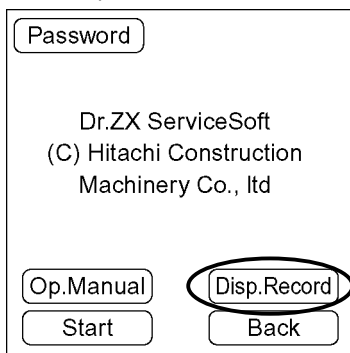 Password
Dr.ZX ServiceSoft
(C) Hitachi Construction
Machinery Co., ltd
Op.Manual Disp.Record
Start Back